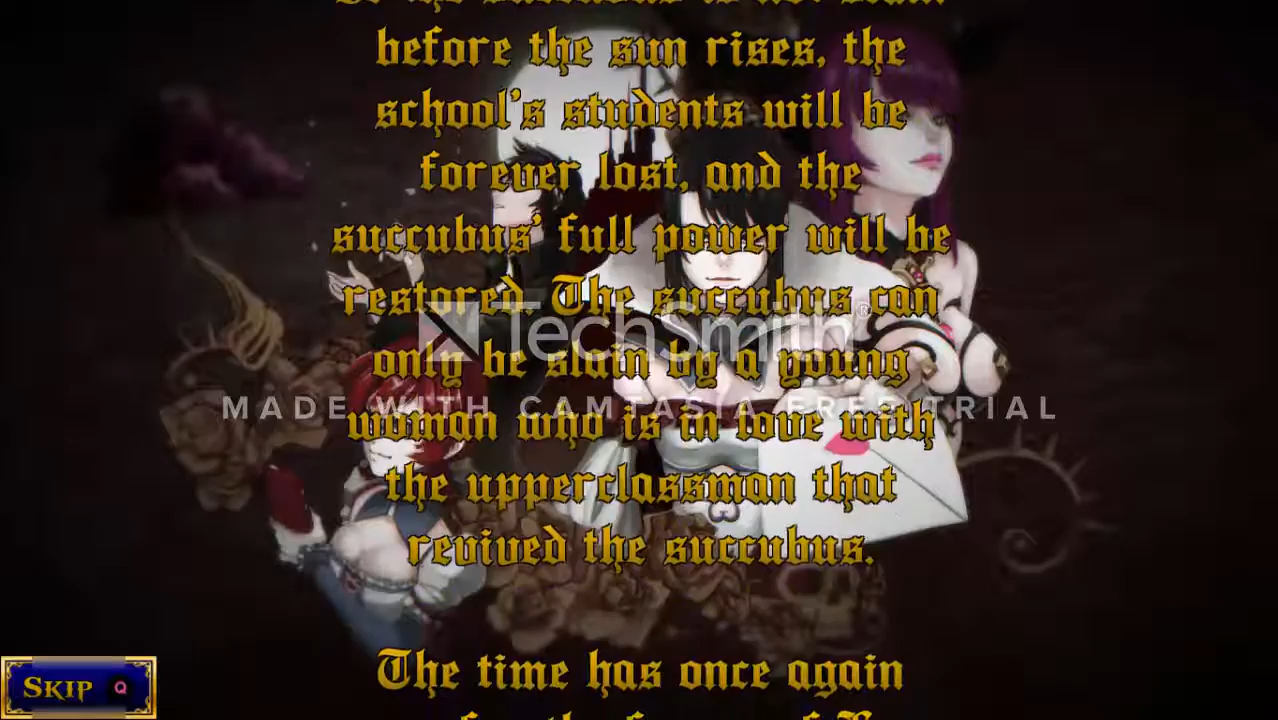 before the sun rises, the
school's students will be
forever lost, and the
succubus' full power will be
restored. The succubus can
only be slain by a young
woman who is in love with
the upperclassman that
revived the succubus.
The time has once again
TechSmith®
MADE WITH CAMTASIA FREE TRIAL
SKIP Q